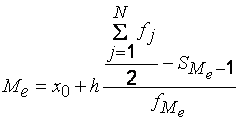 M_e = x_0 + h \frac{\frac{\sum_{j=1}^{N} f_j}{2} - S_{M_e-1}}{f_{M_e}}